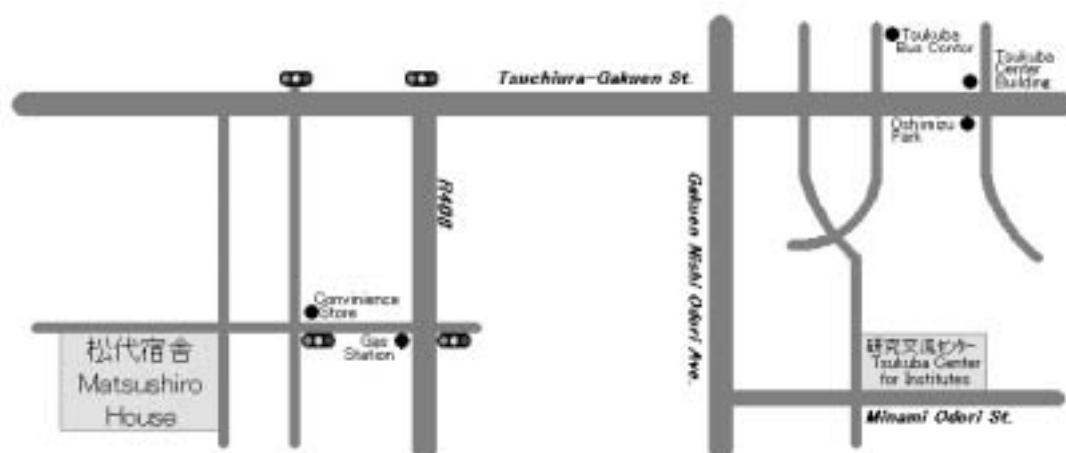 Tsuchiura-Gakuen St.
Tsukuba
Bus Centor
Tsukuba
Center
Building
Oshimizu
Park
R408
Gakuen Nishi Odori Ave.
Convinience
Store
Gas
Station
松代宿舎
Matsushiro
House
研究交流センター
Tsukuba Center
for Institutes
Minami Odori St.